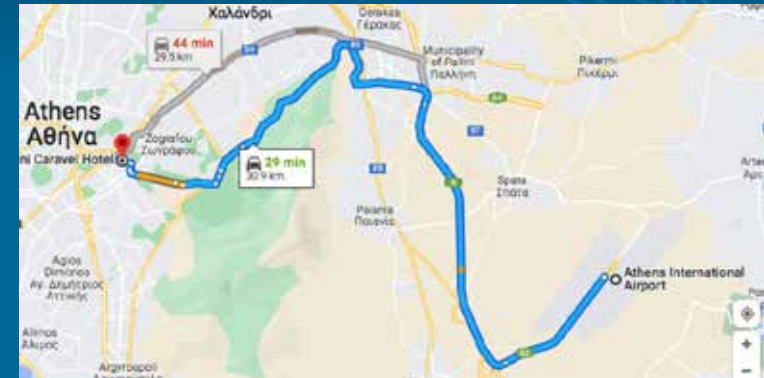 Χαλάνδρι
Gerakas
Γέρακας
44 min
29.5 km
Municipality
of Pallini
Παλλήνη
Pikermi
Πικέρμι
Athens
Αθήνα
Zografou
Ζωγράφου
ni Caravel Hotel
29 min
30.9 km
Spata
Σπάτα
Paiania
Παιανία
Athens International
Airport
Agios
Dimitrios
Αγ. Δημήτριος
Αττικής
Alimos
Άλιμος
Argiroupoli
+
-